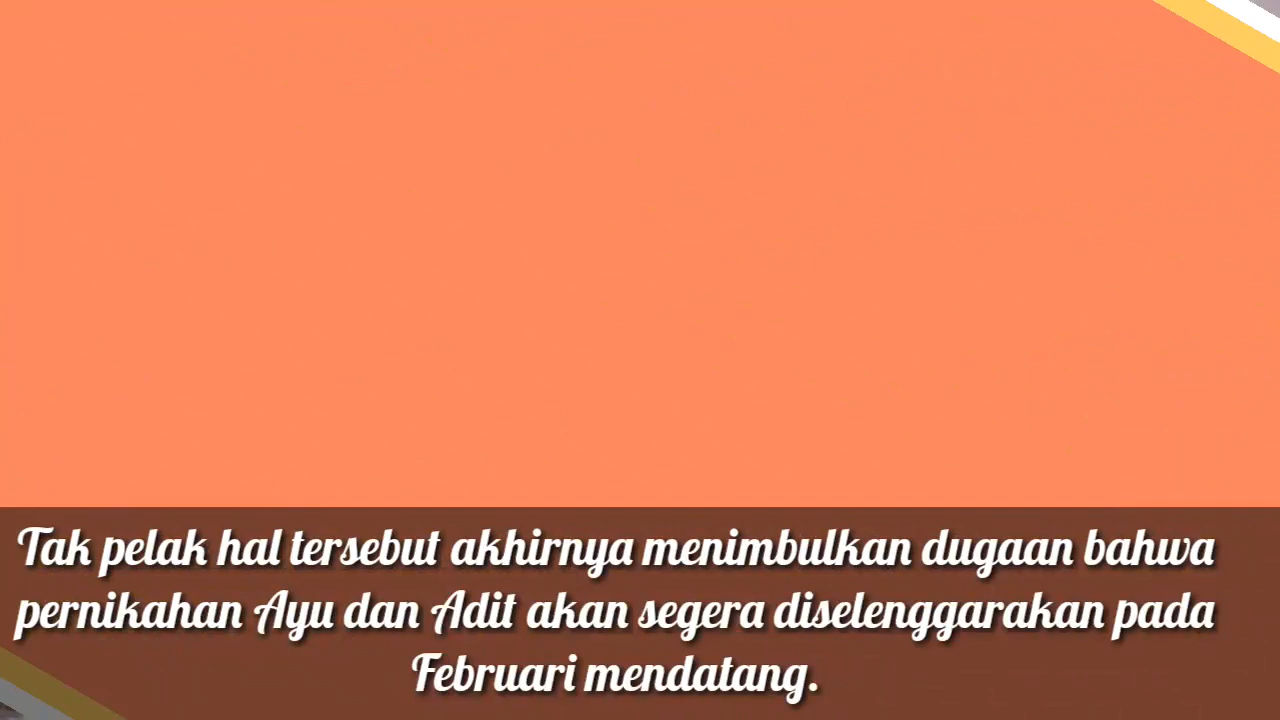 Tak pelak hal tersebut akhirnya menimbulkan dugaan bahwa
pernikahan Ayu dan Adit akan segera diselenggarakan pada
Februari mendatang.